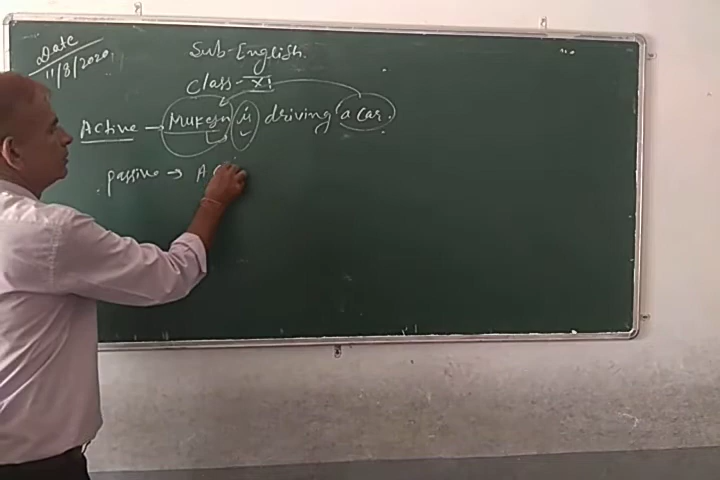 Date
11/8/2020
Sub-English.
Class-XI
Active → Mukesh is driving a car.
passive → A